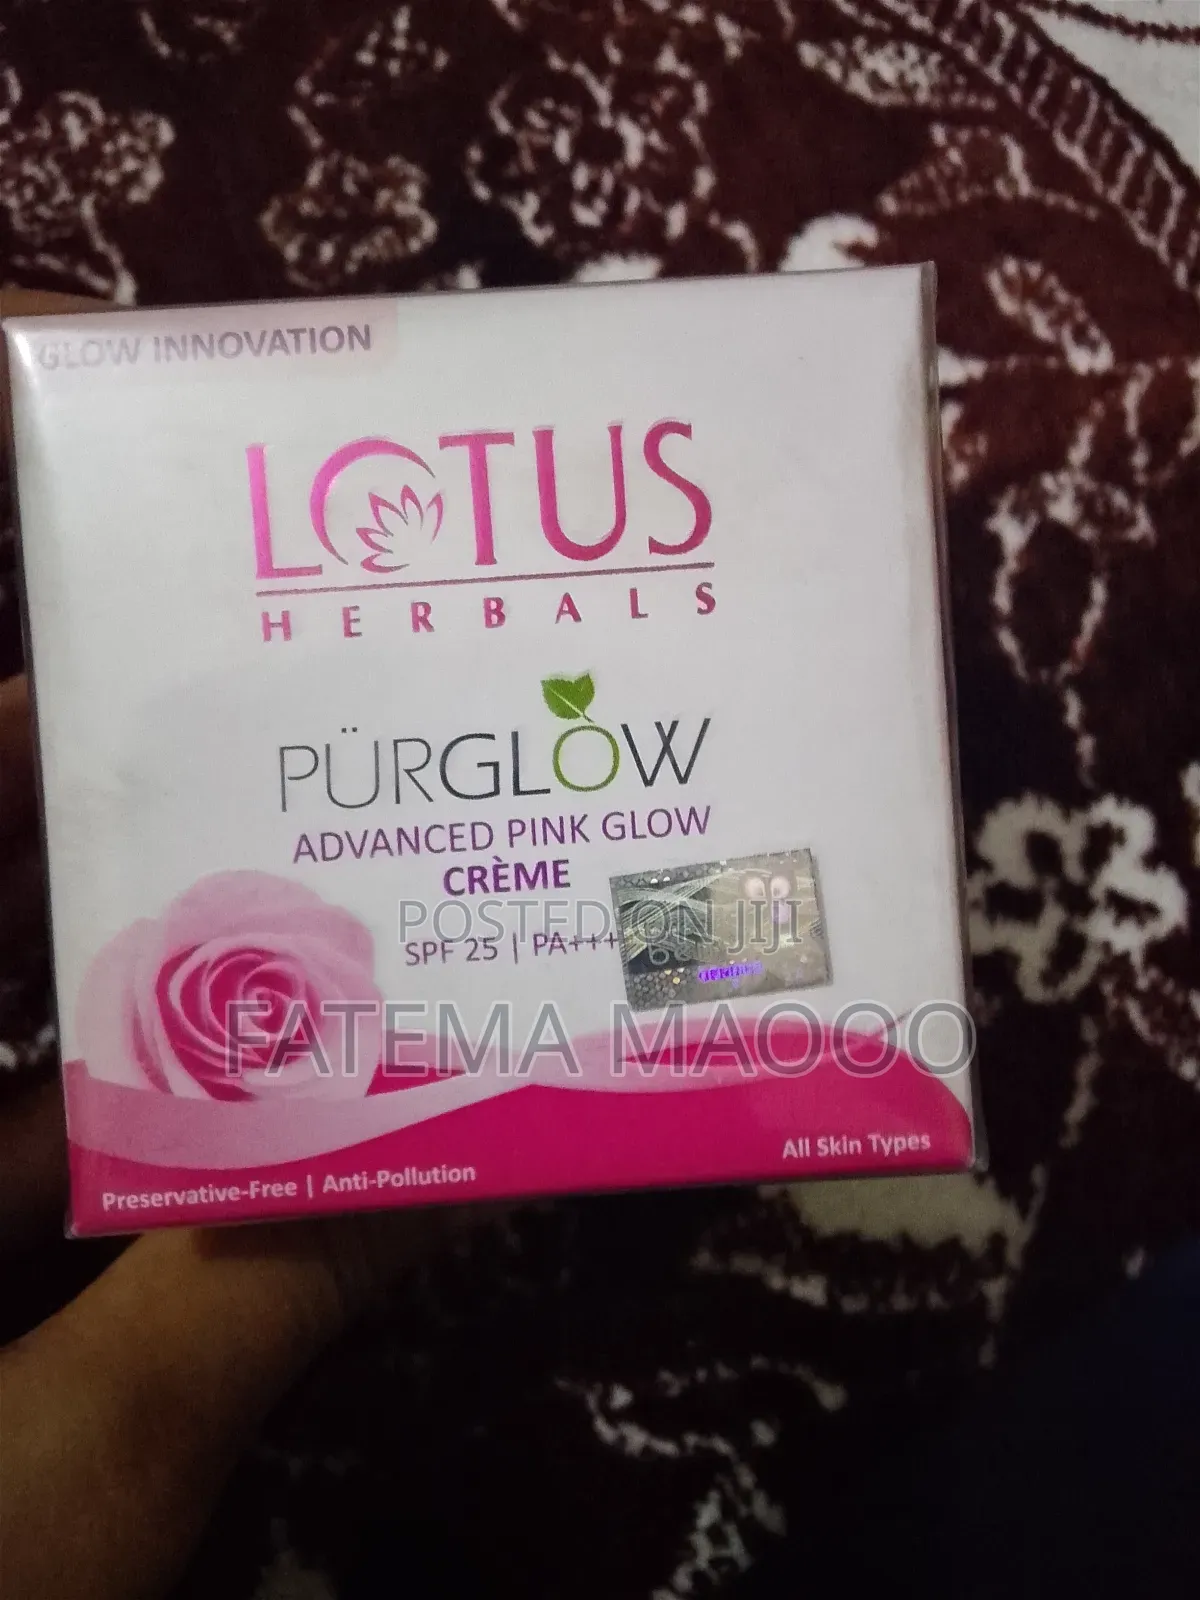 GLOW INNOVATION
LOTUS
HERBALS
PÜRGLOW
ADVANCED PINK GLOW
CRÈME
POSTED ON JIJI
SPF 25 | PA+++
GENUINE
FATEMA MAOOO
All Skin Types
Preservative-Free | Anti-Pollution